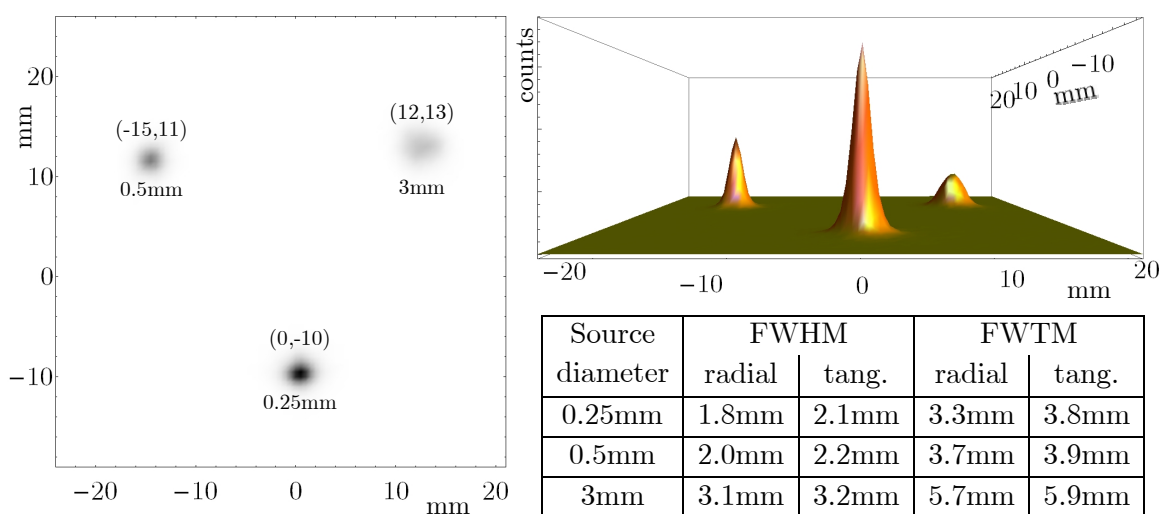 mm
20
10
0
−10
−20
−10
0
10
20
mm
(-15,11)
0.5mm
(12,13)
3mm
(0,-10)
0.25mm
counts
−20
−10
0
10
20
mm
20
10
0
−10
mm
Source diameter FWHM FWTM
radial tang. radial tang.
0.25mm 1.8mm 2.1mm 3.3mm 3.8mm
0.5mm 2.0mm 2.2mm 3.7mm 3.9mm
3mm 3.1mm 3.2mm 5.7mm 5.9mm